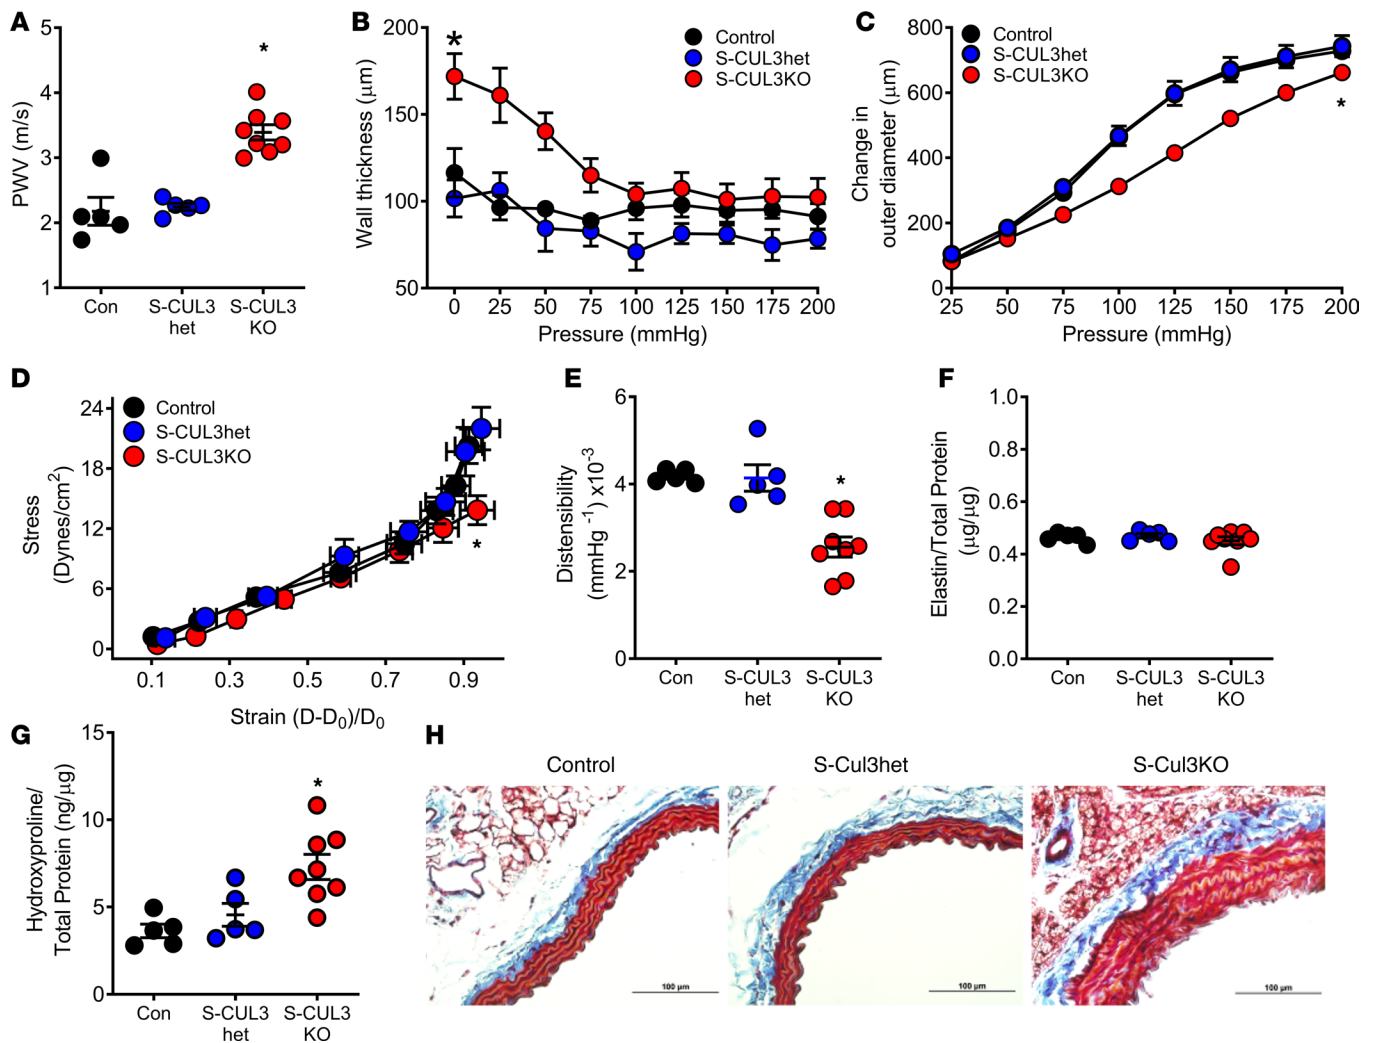 A
PWV (m/s)
5
4
3
2
1
*
Con
S-CUL3
het
S-CUL3
KO
B
Wall thickness (μm)
200
150
100
50
*
Control
S-CUL3het
S-CUL3KO
0
25
50
75
100
125
150
175
200
Pressure (mmHg)
C
Change in
outer diameter (μm)
800
600
400
200
0
Control
S-CUL3het
S-CUL3KO
*
25
50
75
100
125
150
175
200
Pressure (mmHg)
D
Stress
(Dynes/cm²)
24
18
12
6
0
Control
S-CUL3het
S-CUL3KO
*
0.1
0.3
0.5
0.7
0.9
Strain (D-D₀)/D₀
E
Distensibility
(mmHg ⁻¹) x10⁻³
6
4
2
0
*
Con
S-CUL3
het
S-CUL3
KO
F
Elastin/Total Protein
(μg/μg)
1.0
0.8
0.6
0.4
0.2
0.0
Con
S-CUL3
het
S-CUL3
KO
G
Hydroxyproline/
Total Protein (ng/μg)
15
10
5
0
*
Con
S-CUL3
het
S-CUL3
KO
H
Control
S-Cul3het
S-Cul3KO
100 μm
100 μm
100 μm